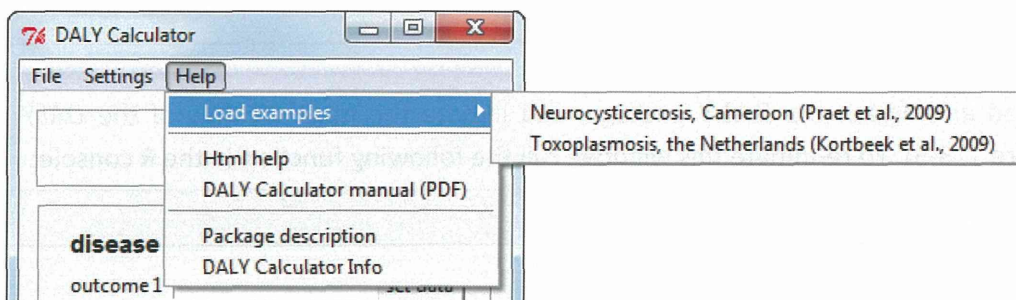 DALY Calculator
File Settings Help
Load examples
Neurocysticercosis, Cameroon (Praet et al., 2009)
Toxoplasmosis, the Netherlands (Kortbeek et al., 2009)
Html help
DALY Calculator manual (PDF)
Package description
disease
DALY Calculator Info
outcome1
set data